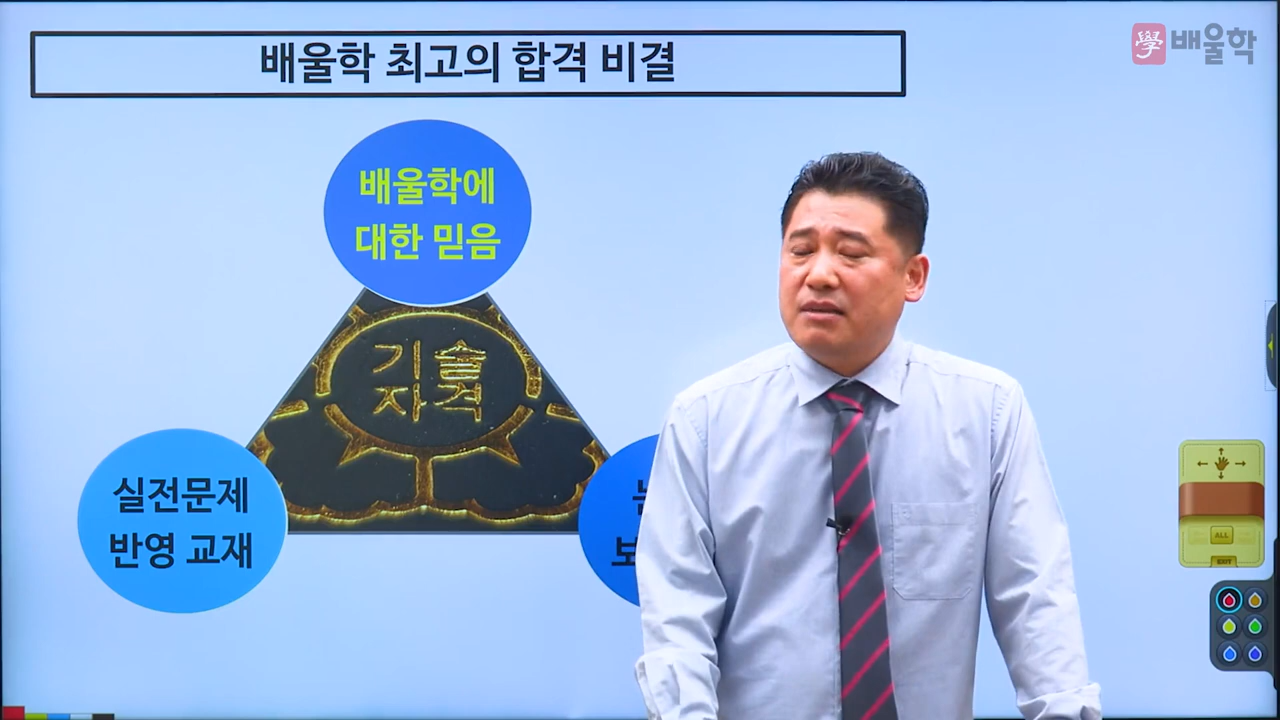 배울학 최고의 합격 비결
學 배울학
배울학에
대한 믿음
기술
자격
실전문제
반영 교재
ALL
EXIT